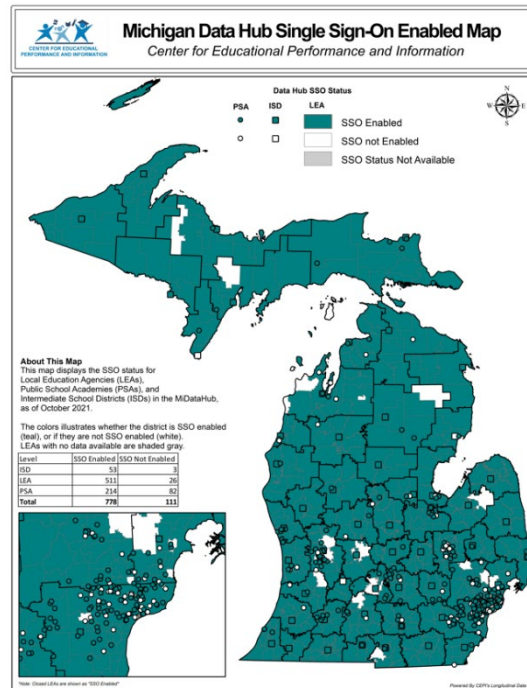 CENTER FOR EDUCATIONAL
PERFORMANCE AND INFORMATION
Michigan Data Hub Single Sign-On Enabled Map
Center for Educational Performance and Information
Data Hub SSO Status
PSA ISD LEA
SSO Enabled
SSO not Enabled
SSO Status Not Available
N
W E
S
About This Map
This map displays the SSO status for
Local Education Agencies (LEAs),
Public School Academies (PSAs), and
Intermediate School Districts (ISDs) in the MiDataHub,
as of October 2021.
The colors illustrates whether the district is SSO enabled
(teal), or if they are not SSO enabled (white).
LEAs with no data available are shaded gray.
Level SSO Enabled SSO Not Enabled
ISD 53 3
LEA 511 26
PSA 214 82
Total 778 111
*Note: Closed LEAs are shown as "SSO Enabled"
Powered By CEPI's Longitudinal Data